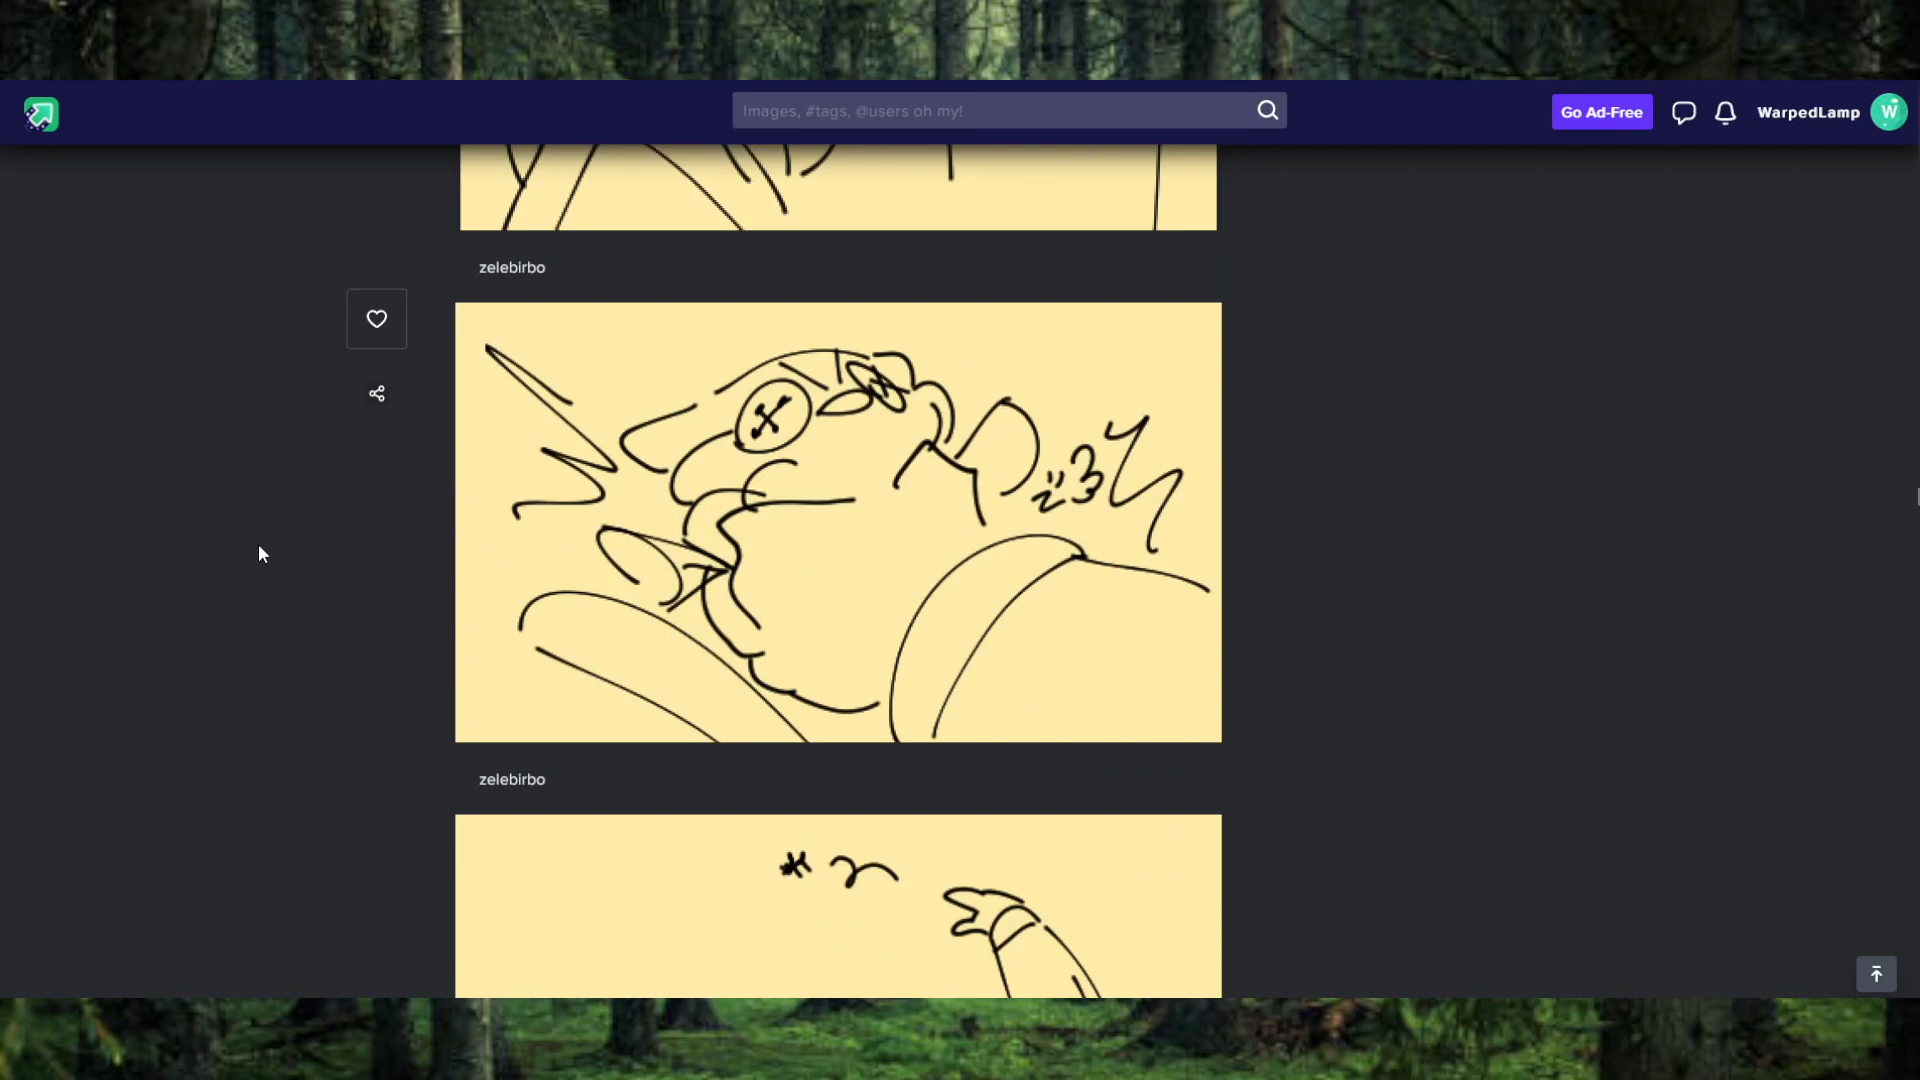 Images, #tags, @users oh my!
Go Ad-Free
WarpedLamp
W
zelebirbo
zelebirbo